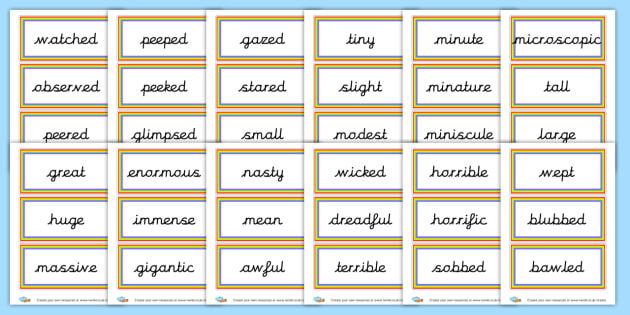 watched
observed
peered
peeped
peeked
glimpsed
gazed
stared
small
tiny
slight
modest
minute
minature
miniscule
microscopic
tall
large
great
huge
massive
enormous
immense
gigantic
nasty
mean
awful
wicked
dreadful
terrible
horrible
horrific
sobbed
wept
blubbed
bawled